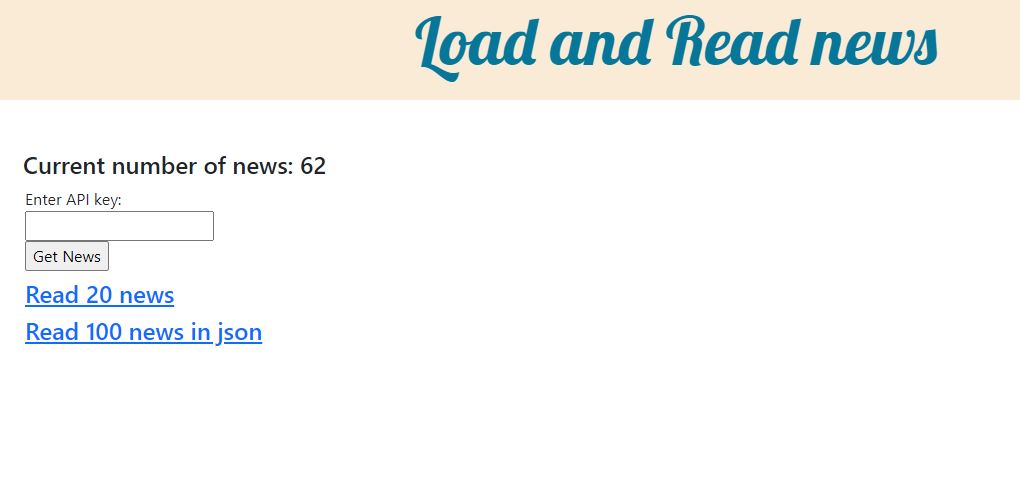 Load and Read news
Current number of news: 62
Enter API key:
Get News
Read 20 news
Read 100 news in json